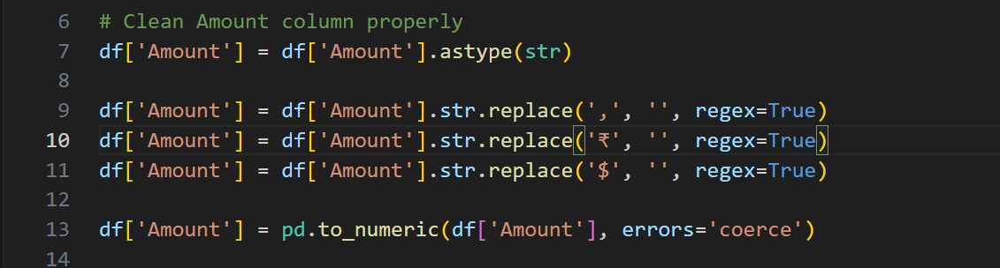 6 # Clean Amount column properly
7 df['Amount'] = df['Amount'].astype(str)
8
9 df['Amount'] = df['Amount'].str.replace(',', '', regex=True)
10 df['Amount'] = df['Amount'].str.replace('₹', '', regex=True)
11 df['Amount'] = df['Amount'].str.replace('$', '', regex=True)
12
13 df['Amount'] = pd.to_numeric(df['Amount'], errors='coerce')
14